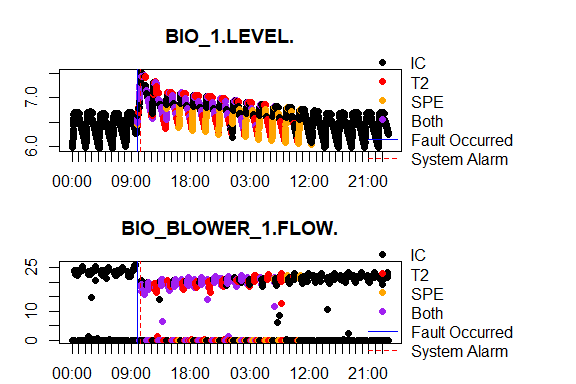 BIO_1.LEVEL.
7.0
6.0
00:00 09:00 18:00 03:00 12:00 21:00
IC
T2
SPE
Both
Fault Occurred
System Alarm
BIO_BLOWER_1.FLOW.
25
10
0
00:00 09:00 18:00 03:00 12:00 21:00
IC
T2
SPE
Both
Fault Occurred
System Alarm